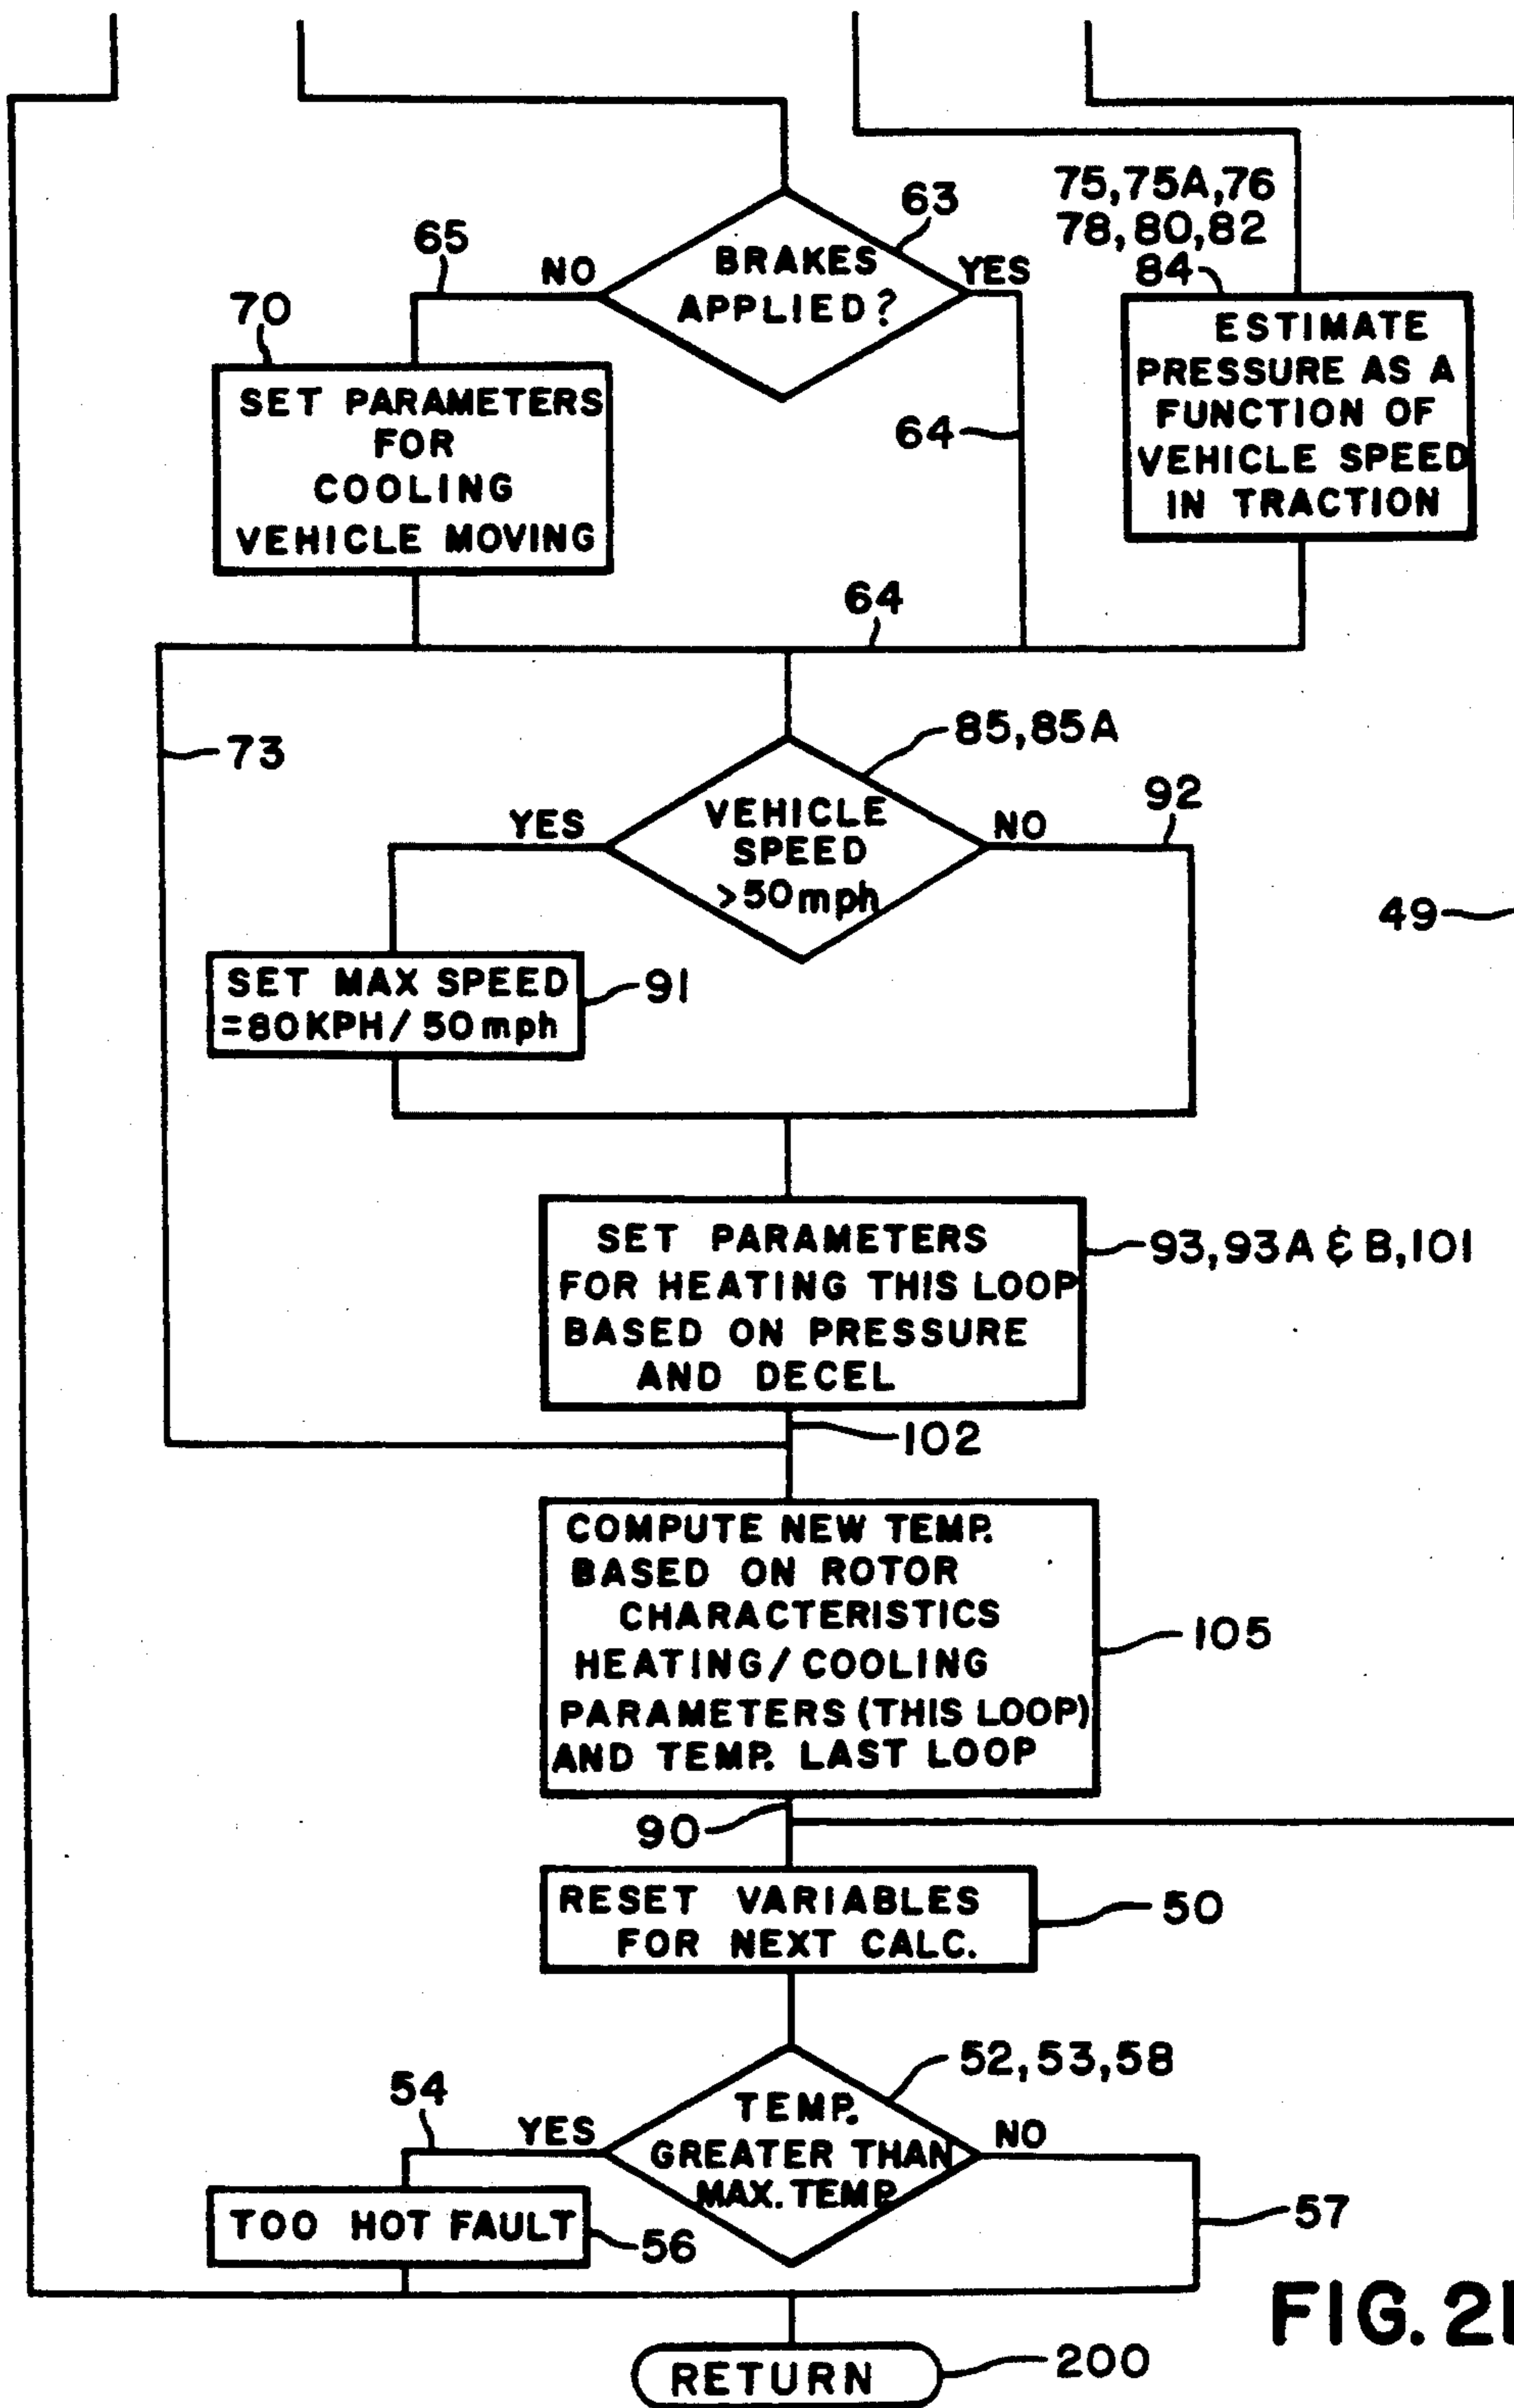 63
65
NO
BRAKES
APPLIED?
YES
75,75A,76
78,80,82
84
70
SET PARAMETERS
FOR
COOLING
VEHICLE MOVING
64
ESTIMATE
PRESSURE AS A
FUNCTION OF
VEHICLE SPEED
IN TRACTION
64
73
85,85A
YES
VEHICLE
SPEED
>50mph
NO
92
49
SET MAX SPEED
=80KPH/50mph
91
SET PARAMETERS
FOR HEATING THIS LOOP
BASED ON PRESSURE
AND DECEL
93,93A & B,101
102
COMPUTE NEW TEMP.
BASED ON ROTOR
CHARACTERISTICS
HEATING/COOLING
PARAMETERS (THIS LOOP)
AND TEMP. LAST LOOP
105
90
RESET VARIABLES
FOR NEXT CALC.
50
52,53,58
54
YES
TEMP.
GREATER THAN
MAX. TEMP.
NO
TOO HOT FAULT
56
57
RETURN
200
FIG.